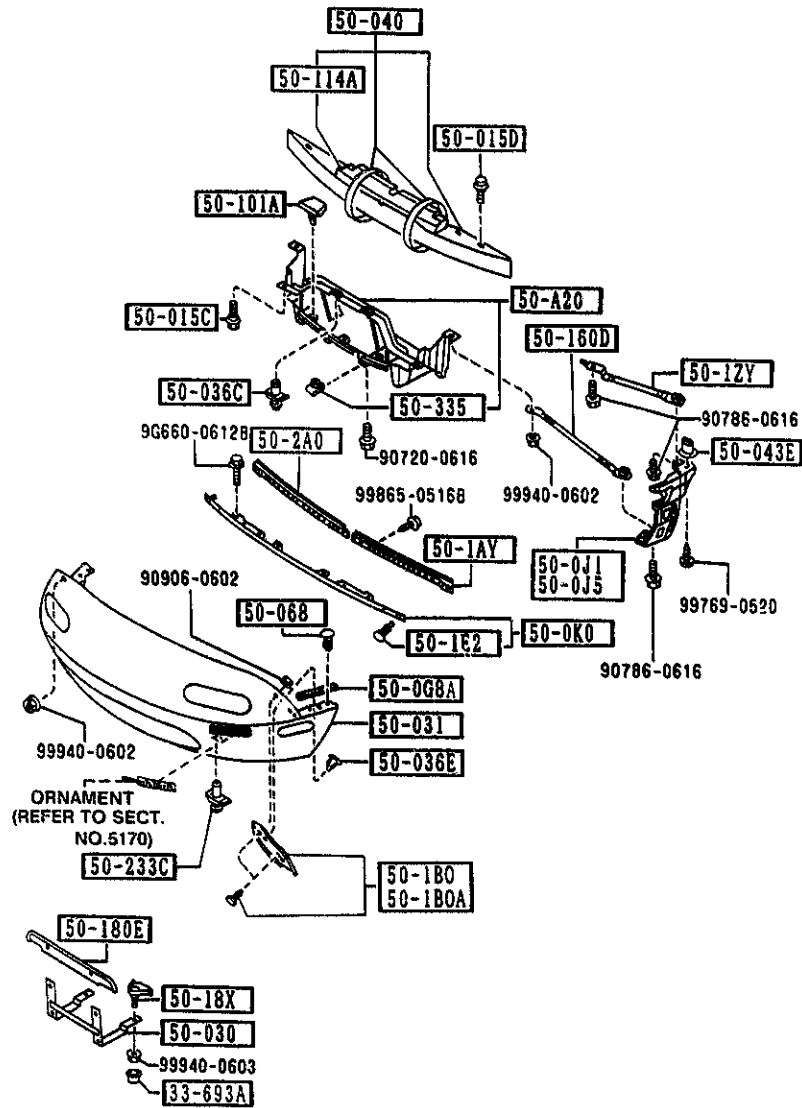 50-040
50-114A
50-015D
50-101A
50-A20
50-015C
50-160D
50-1ZY
50-036C
50-335
90786-0616
9G660-0612B
50-2A0
50-043E
90720-0616
99940-0602
99865-0516B
50-1AY
50-0J1
50-0J5
90906-0602
50-068
99769-0520
50-1E2
50-0K0
90786-0616
50-0G8A
50-031
99940-0602
50-036E
ORNAMENT
(REFER TO SECT.
NO.5170)
50-233C
50-1B0
50-1B0A
50-180E
50-18X
50-030
99940-0603
33-693A